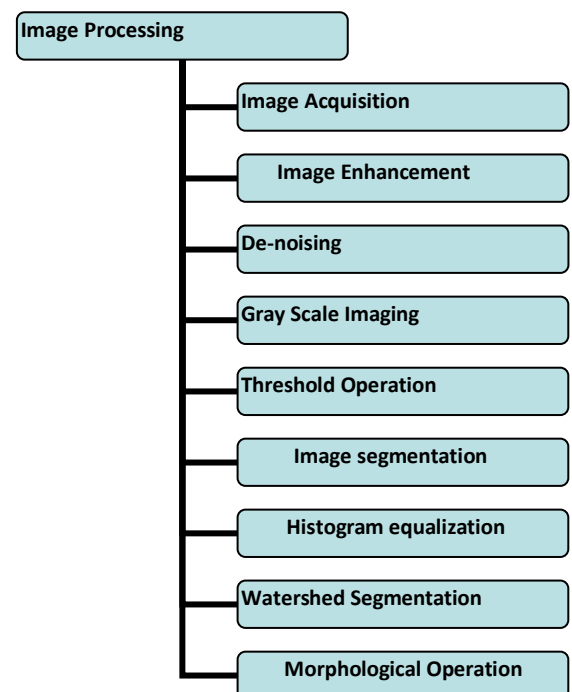 Image Processing
Image Acquisition
Image Enhancement
De-noising
Gray Scale Imaging
Threshold Operation
Image segmentation
Histogram equalization
Watershed Segmentation
Morphological Operation